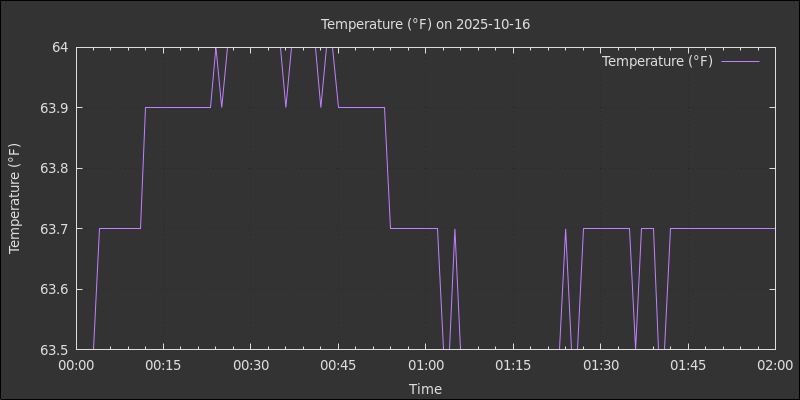 Temperature (°F) on 2025-10-16
Temperature (°F)
64
63.9
63.8
63.7
63.6
63.5
Temperature (°F)
00:00 00:15 00:30 00:45 01:00 01:15 01:30 01:45 02:00
Time